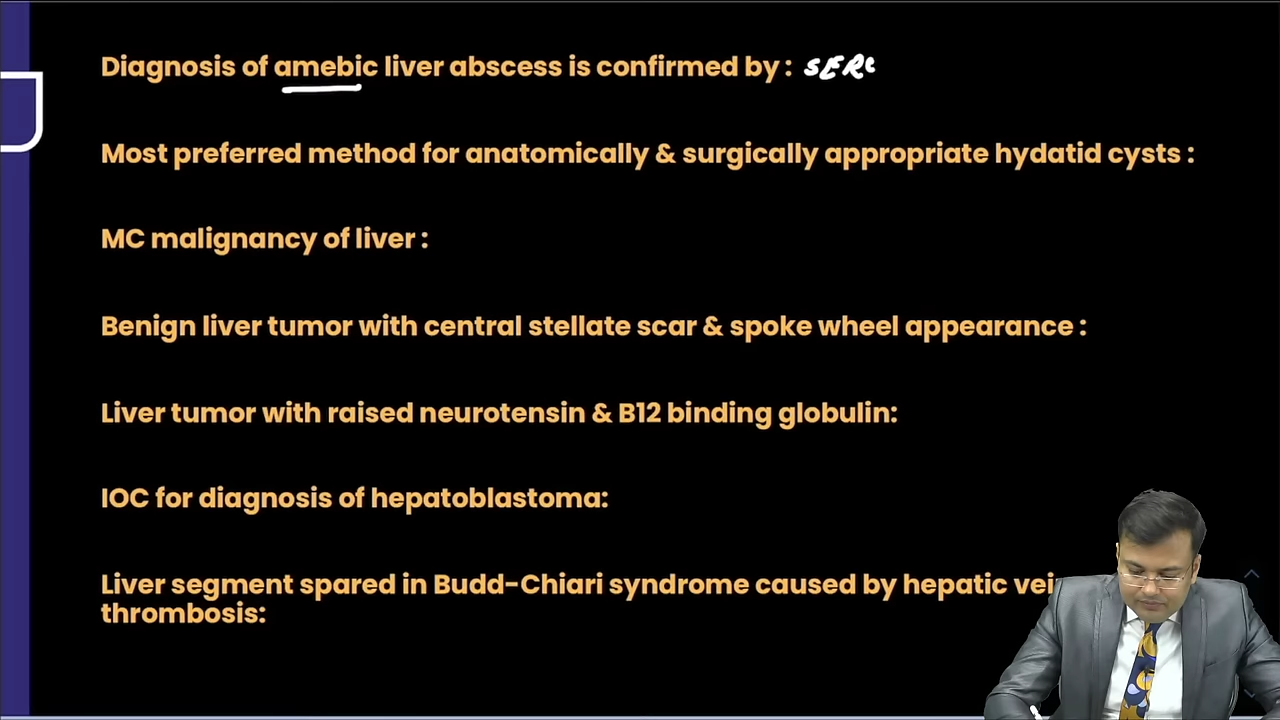 Diagnosis of amebic liver abscess is confirmed by : SERO
Most preferred method for anatomically & surgically appropriate hydatid cysts :
MC malignancy of liver :
Benign liver tumor with central stellate scar & spoke wheel appearance :
Liver tumor with raised neurotensin & B12 binding globulin:
IOC for diagnosis of hepatoblastoma:
Liver segment spared in Budd-Chiari syndrome caused by hepatic vei
thrombosis: